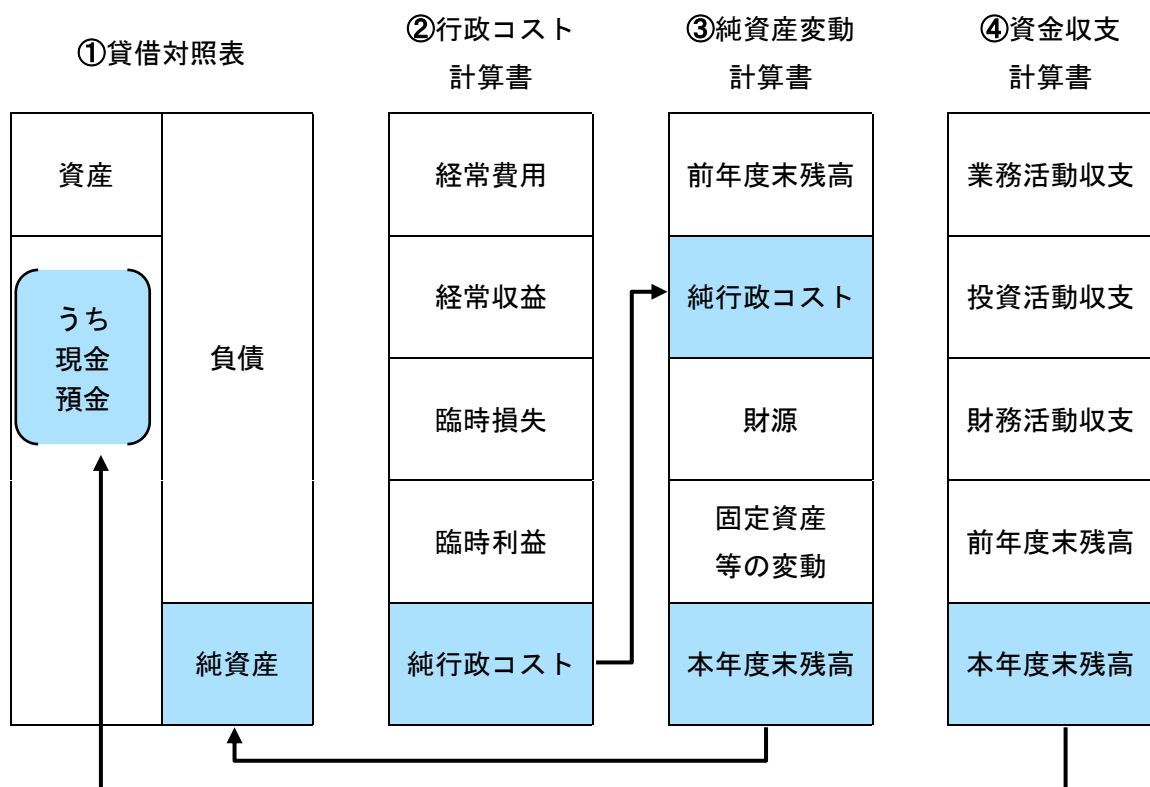 ①貸借対照表
資産
うち
現金
預金
負債
純資産
②行政コスト
計算書
経常費用
経常収益
臨時損失
臨時利益
純行政コスト
③純資産変動
計算書
前年度末残高
純行政コスト
財源
固定資産
等の変動
本年度末残高
④資金収支
計算書
業務活動収支
投資活動収支
財務活動収支
前年度末残高
本年度末残高